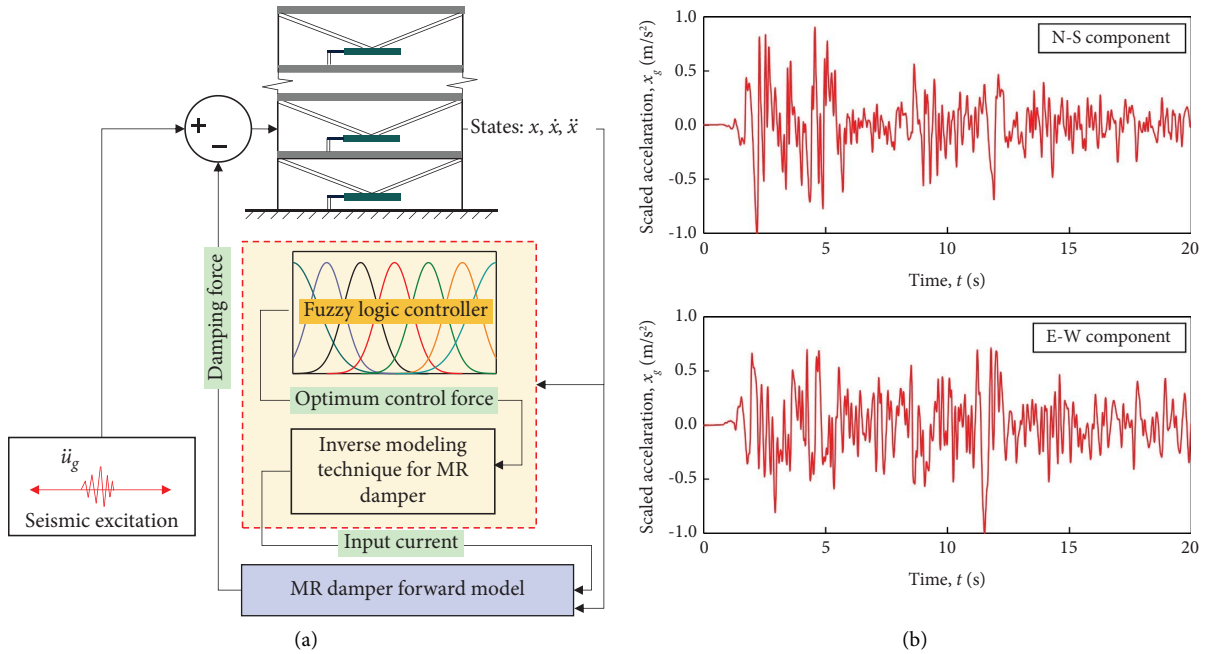 +
−
States: x, ẋ, ẍ
Damping force
Fuzzy logic controller
Optimum control force
Inverse modeling
technique for MR
damper
Input current
MR damper forward model
ü_g
Seismic excitation
(a)
N-S component
Scaled accelaration, x_g (m/s²)
1.0
0.5
0.0
-0.5
-1.0
0 5 10 15 20
Time, t (s)
E-W component
Scaled accelaration, x_g (m/s²)
1.0
0.5
0.0
-0.5
-1.0
0 5 10 15 20
Time, t (s)
(b)